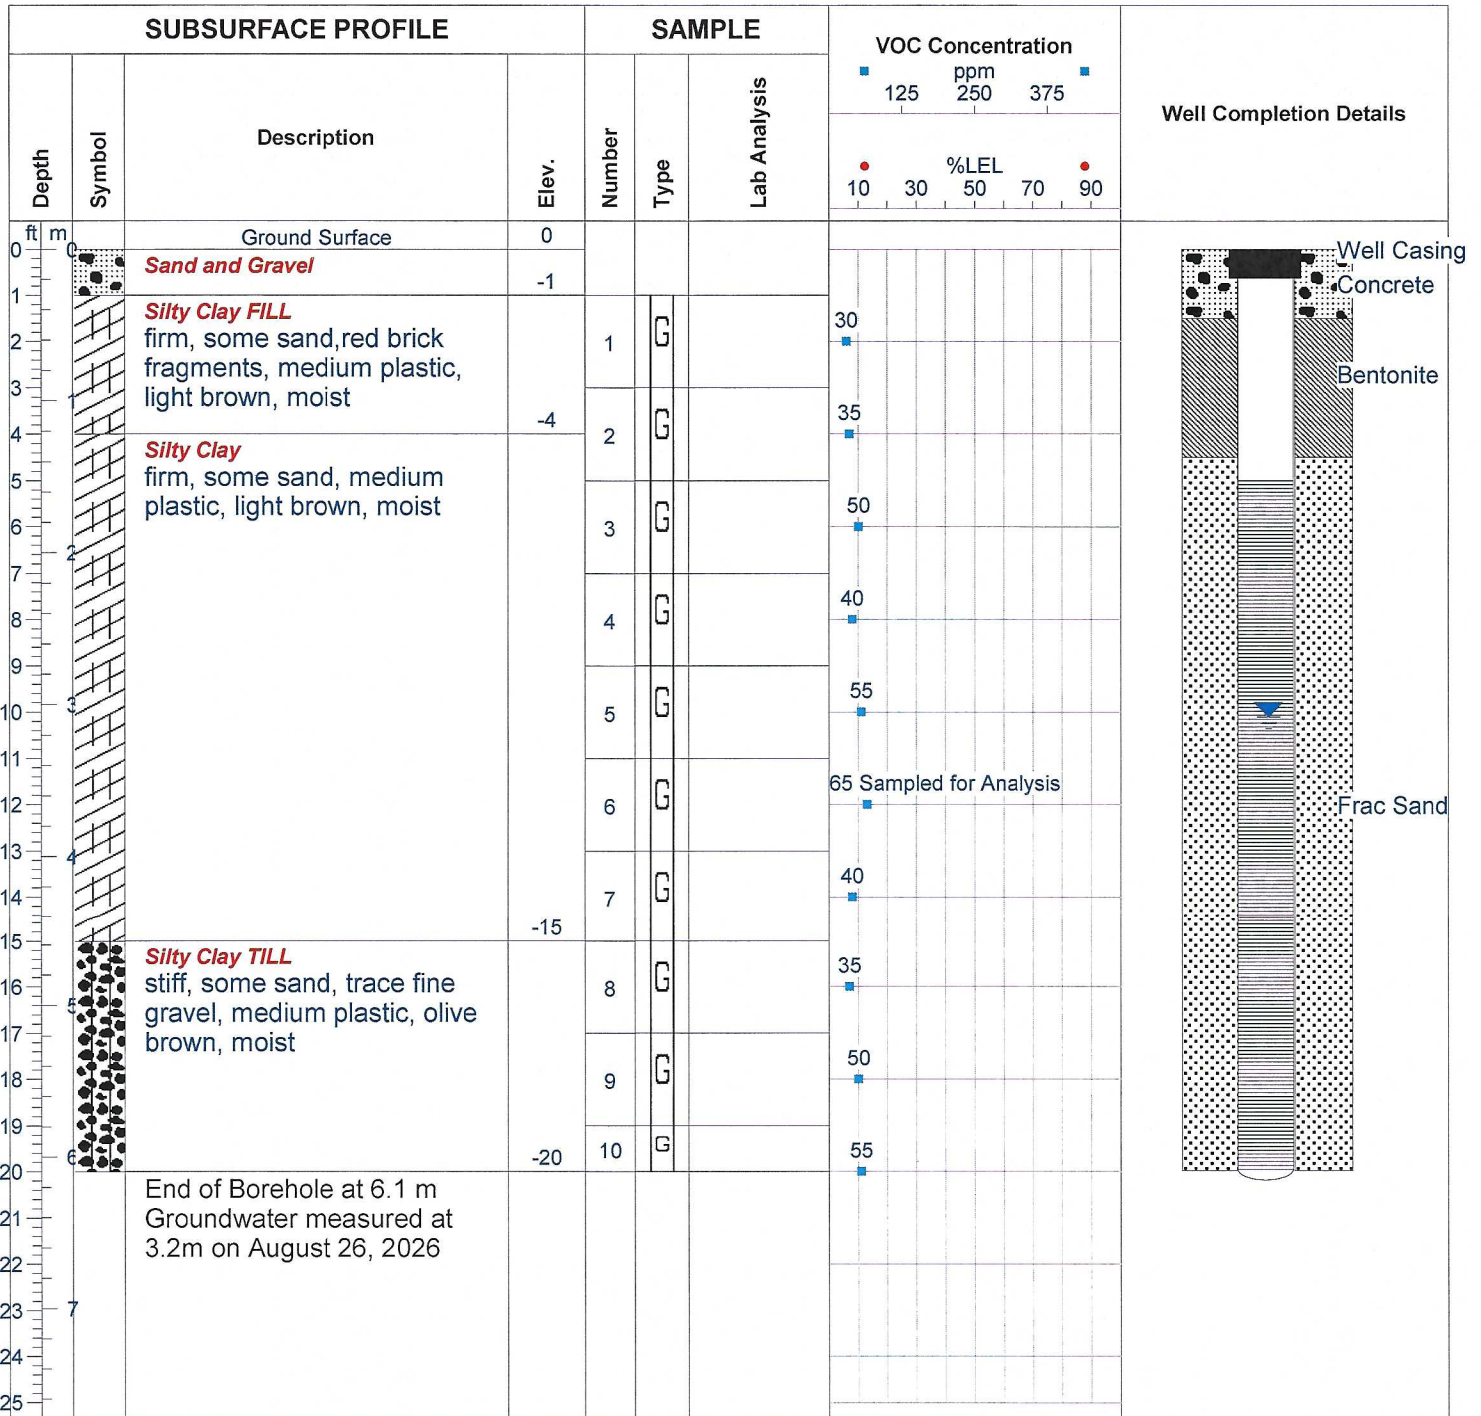 SUBSURFACE PROFILE
SAMPLE
VOC Concentration
ppm
125 250 375
%LEL
10 30 50 70 90
Well Completion Details
Depth
Symbol
Description
Elev.
Number
Type
Lab Analysis
ft m
Ground Surface 0
0 0
Sand and Gravel
-1
Well Casing
Concrete
1
Silty Clay FILL
firm, some sand,red brick
fragments, medium plastic,
light brown, moist
-4
1 G 30
2
3
1
Bentonite
2 G 35
4
Silty Clay
firm, some sand, medium
plastic, light brown, moist
5
3 G 50
6
2
7
4 G 40
8
9
3
5 G 55
10
11
65 Sampled for Analysis
6 G
12
Frac Sand
13
4
7 G 40
14
-15
15
Silty Clay TILL
stiff, some sand, trace fine
gravel, medium plastic, olive
brown, moist
8 G 35
16
5
17
9 G 50
18
19
10 G 55
6
-20
20
End of Borehole at 6.1 m
Groundwater measured at
3.2m on August 26, 2026
21
22
23 7
24
25